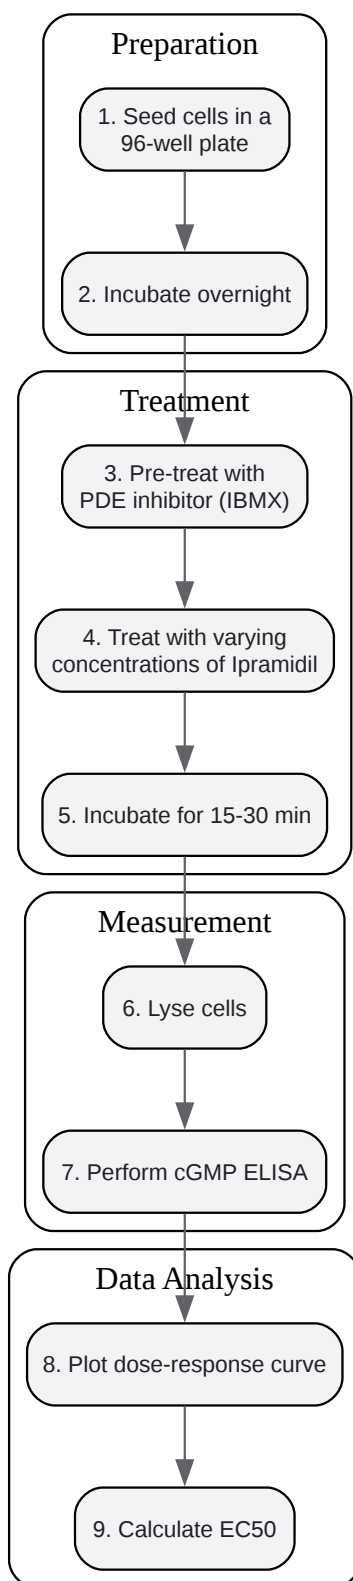 Preparation
1. Seed cells in a
96-well plate
2. Incubate overnight
Treatment
3. Pre-treat with
PDE inhibitor (IBMX)
4. Treat with varying
concentrations of Ipramidil
5. Incubate for 15-30 min
Measurement
6. Lyse cells
7. Perform cGMP ELISA
Data Analysis
8. Plot dose-response curve
9. Calculate EC50